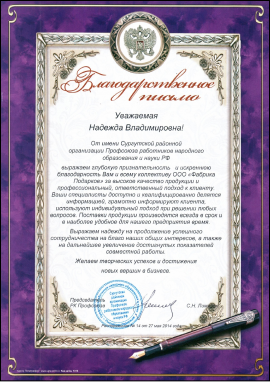 Благодарственное
письмо
Уважаемая
Надежда Владимировна!
От имени Сургутской районной
организации Профсоюза работников народного
образования и науки РФ
выражаем глубокую признательность и искреннюю
благодарность Вам и всему коллективу ООО «Фабрика
Подарков» за высокое качество продукции и
профессиональный, ответственный подход к клиенту.
Ваши специалисты доступно и квалифицированно делятся
информацией, грамотно информируют клиента,
используют индивидуальный подход при решении любых
вопросов. Поставки продукции производятся всегда в срок и
в наиболее удобное для нашего предприятия время.
Выражаем надежду на продолжение успешного
сотрудничества на благо наших общих интересов, а также
на дальнейшее увеличение достигнутых показателей
совместной работы.
Желаем творческих успехов и достижения
новых вершин в бизнесе.
Председатель
РК Профсоюза
С.Н.
№ 14 от 27 мая 2014